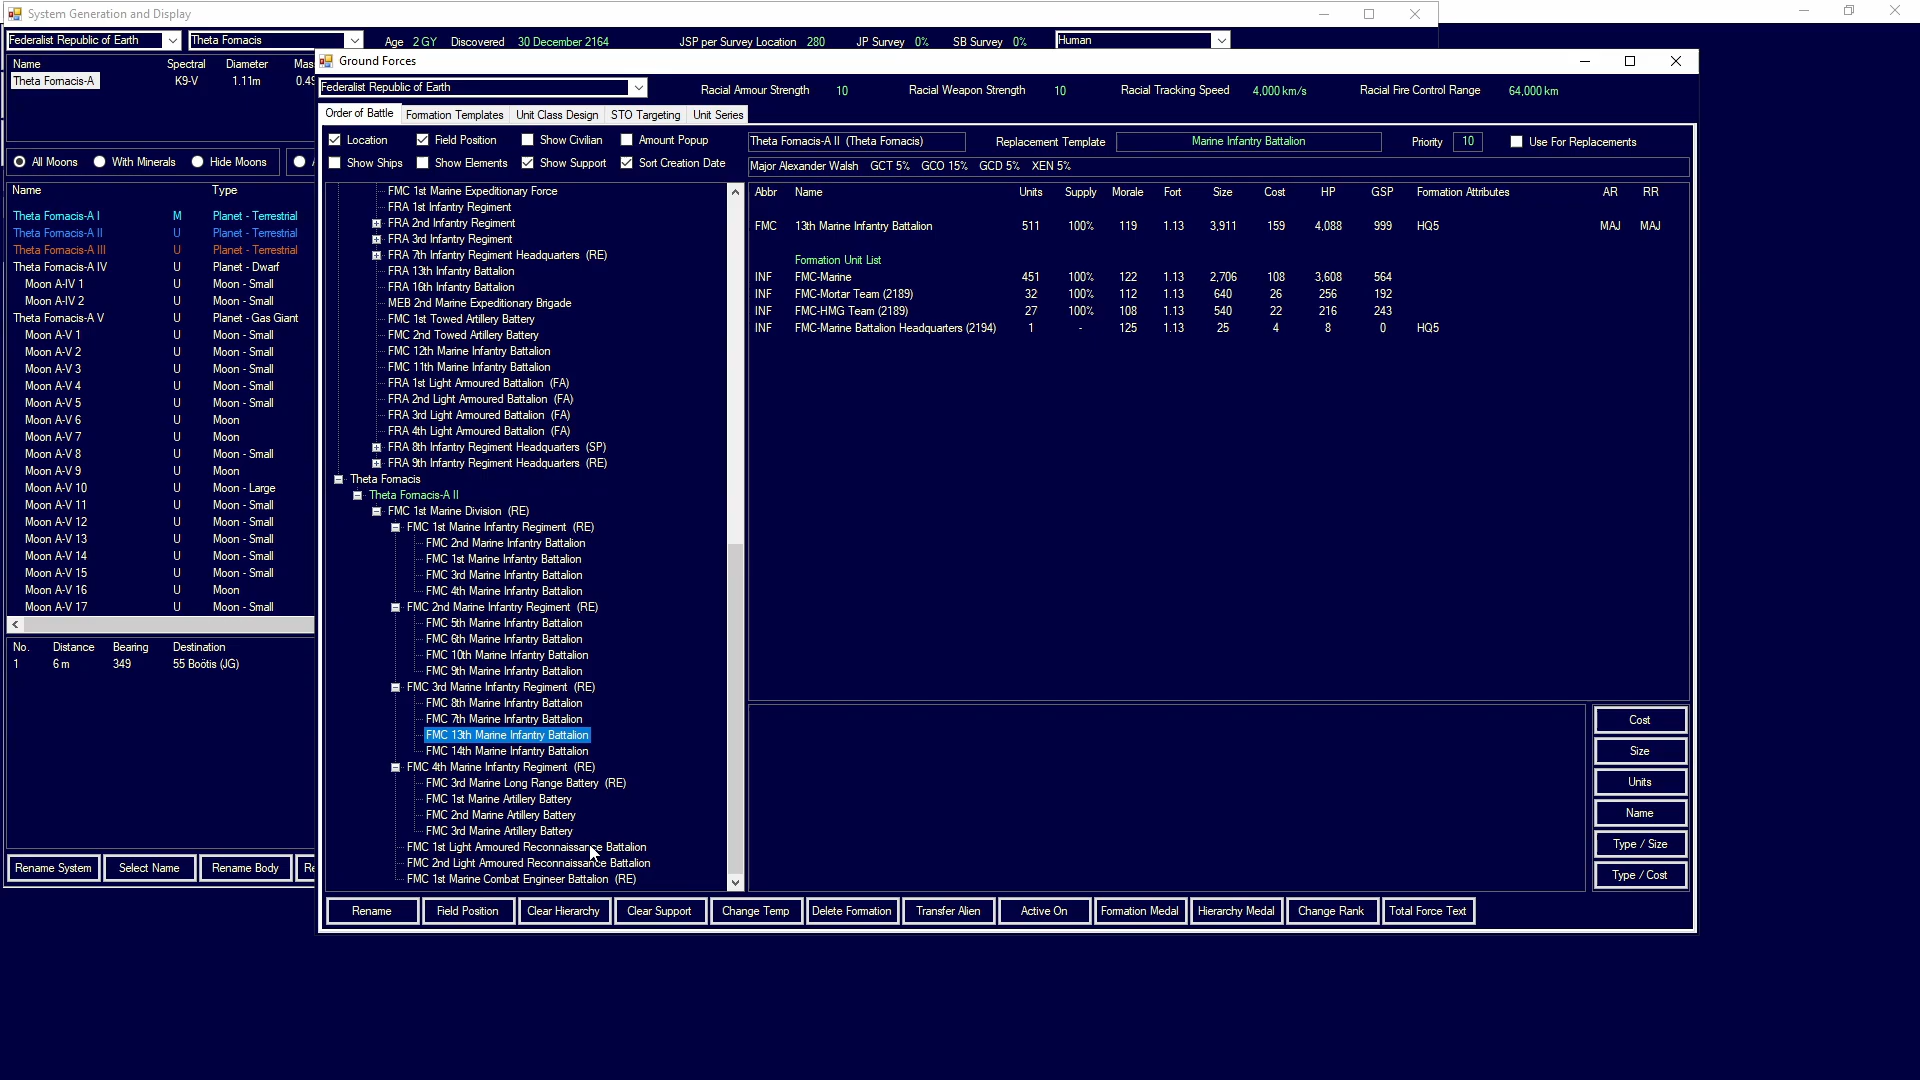 System Generation and Display
Federalist Republic of Earth
Theta Fornacis
Age 2 GY Discovered 30 December 2164
JSP per Survey Location 280 JP Survey 0% SB Survey 0%
Human
Name Spectral Diameter Mas
Theta Fornacis-A K9-V 1.11m 0.49
All Moons With Minerals Hide Moons
Name Type
Theta Fornacis-A I M Planet - Terrestrial
Theta Fornacis-A II U Planet - Terrestrial
Theta Fornacis-A III U Planet - Terrestrial
Theta Fornacis-A IV U Planet - Dwarf
Moon A-IV 1 U Moon - Small
Moon A-IV 2 U Moon - Small
Theta Fornacis-A V U Planet - Gas Giant
Moon A-V 1 U Moon - Small
Moon A-V 2 U Moon - Small
Moon A-V 3 U Moon - Small
Moon A-V 4 U Moon - Small
Moon A-V 5 U Moon - Small
Moon A-V 6 U Moon
Moon A-V 7 U Moon
Moon A-V 8 U Moon - Small
Moon A-V 9 U Moon
Moon A-V 10 U Moon - Large
Moon A-V 11 U Moon - Small
Moon A-V 12 U Moon - Small
Moon A-V 13 U Moon - Small
Moon A-V 14 U Moon - Small
Moon A-V 15 U Moon - Small
Moon A-V 16 U Moon
Moon A-V 17 U Moon - Small
No. Distance Bearing Destination
1 6 m 349 55 Boötis (JG)
Rename System Select Name Rename Body Re
Ground Forces
Federalist Republic of Earth
Racial Armour Strength 10 Racial Weapon Strength 10 Racial Tracking Speed 4,000 km/s Racial Fire Control Range 64,000 km
Order of Battle Formation Templates Unit Class Design STO Targeting Unit Series
Location Field Position Show Civilian Amount Popup
Show Ships Show Elements Show Support Sort Creation Date
Theta Fornacis-A II (Theta Fornacis) Replacement Template Marine Infantry Battalion Priority 10 Use For Replacements
Major Alexander Walsh GCT 5% GCO 15% GCD 5% XEN 5%
FMC 1st Marine Expeditionary Force
FRA 1st Infantry Regiment
FRA 2nd Infantry Regiment
FRA 3rd Infantry Regiment
FRA 7th Infantry Regiment Headquarters (RE)
FRA 13th Infantry Battalion
FRA 16th Infantry Battalion
MEB 2nd Marine Expeditionary Brigade
FMC 1st Towed Artillery Battery
FMC 2nd Towed Artillery Battery
FMC 12th Marine Infantry Battalion
FMC 11th Marine Infantry Battalion
FRA 1st Light Armoured Battalion (FA)
FRA 2nd Light Armoured Battalion (FA)
FRA 3rd Light Armoured Battalion (FA)
FRA 4th Light Armoured Battalion (FA)
FRA 8th Infantry Regiment Headquarters (SP)
FRA 9th Infantry Regiment Headquarters (RE)
Theta Fornacis
Theta Fornacis-A II
FMC 1st Marine Division (RE)
FMC 1st Marine Infantry Regiment (RE)
FMC 2nd Marine Infantry Battalion
FMC 1st Marine Infantry Battalion
FMC 3rd Marine Infantry Battalion
FMC 4th Marine Infantry Battalion
FMC 2nd Marine Infantry Regiment (RE)
FMC 5th Marine Infantry Battalion
FMC 6th Marine Infantry Battalion
FMC 10th Marine Infantry Battalion
FMC 9th Marine Infantry Battalion
FMC 3rd Marine Infantry Regiment (RE)
FMC 8th Marine Infantry Battalion
FMC 7th Marine Infantry Battalion
FMC 13th Marine Infantry Battalion
FMC 14th Marine Infantry Battalion
FMC 4th Marine Infantry Regiment (RE)
FMC 3rd Marine Long Range Battery (RE)
FMC 1st Marine Artillery Battery
FMC 2nd Marine Artillery Battery
FMC 3rd Marine Artillery Battery
FMC 1st Light Armoured Reconnaissance Battalion
FMC 2nd Light Armoured Reconnaissance Battalion
FMC 1st Marine Combat Engineer Battalion (RE)
Abbr Name Units Supply Morale Fort Size Cost HP GSP Formation Attributes AR RR
FMC 13th Marine Infantry Battalion 511 100% 119 1.13 3,911 159 4,088 999 HQ5 MAJ MAJ
Formation Unit List
INF FMC-Marine 451 100% 122 1.13 2,706 108 3,608 564
INF FMC-Mortar Team (2189) 32 100% 112 1.13 640 26 256 192
INF FMC-HMG Team (2189) 27 100% 108 1.13 540 22 216 243
INF FMC-Marine Battalion Headquarters (2194) 1 - 125 1.13 25 4 8 0 HQ5
Cost
Size
Units
Name
Type / Size
Type / Cost
Rename Field Position Clear Hierarchy Clear Support Change Temp Delete Formation Transfer Alien Active On Formation Medal Hierarchy Medal Change Rank Total Force Text